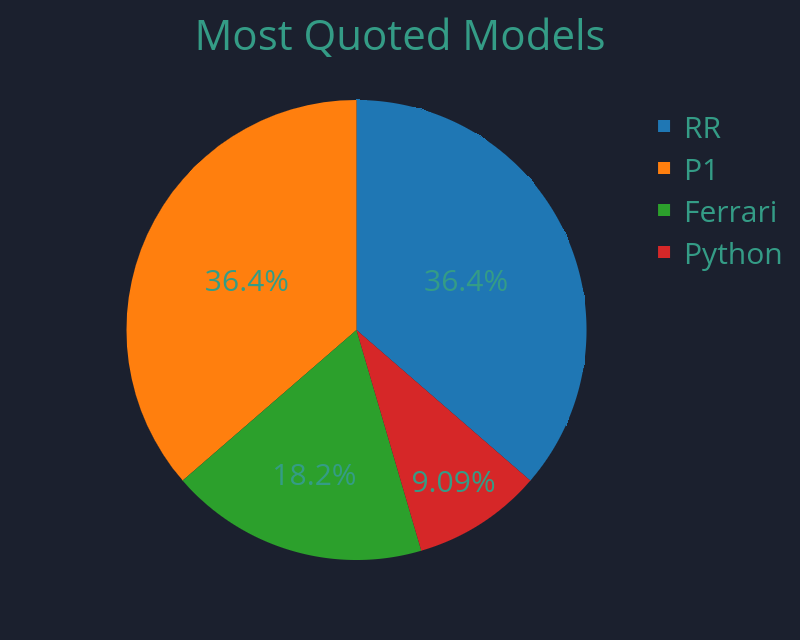 Most Quoted Models
RR
P1
Ferrari
Python
36.4%
36.4%
18.2%
9.09%